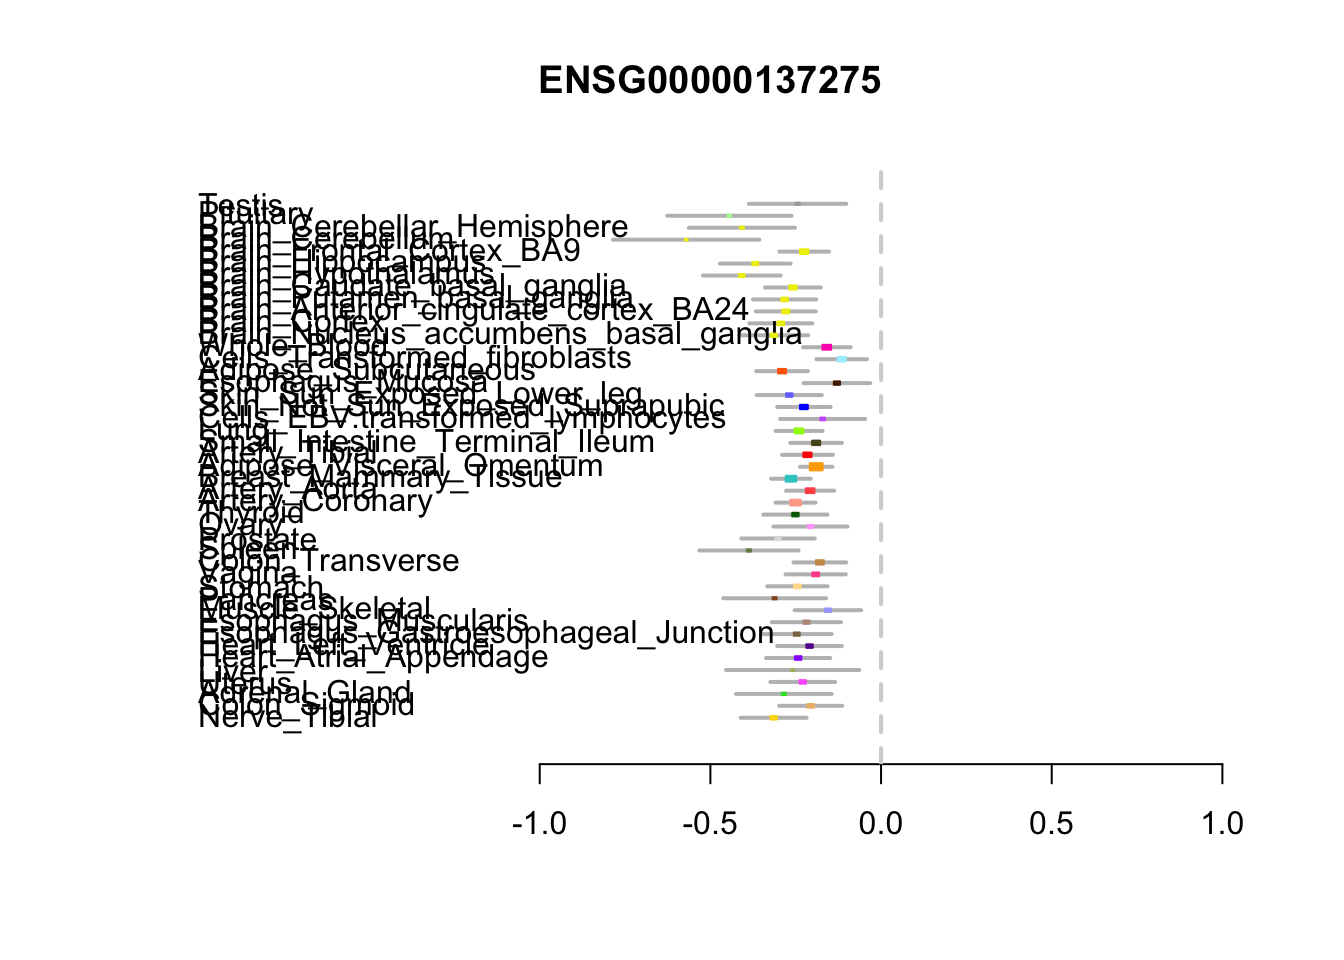 ENSG00000137275
Testis
Pituitary
Brain_Cerebellar_Hemisphere
Brain_Cerebellum
Brain_Frontal_Cortex_BA9
Brain_Hippocampus
Brain_Hypothalamus
Brain_Caudate_basal_ganglia
Brain_Putamen_basal_ganglia
Brain_Anterior_cingulate_cortex_BA24
Brain_Cortex
Brain_Nucleus_accumbens_basal_ganglia
Whole_Blood
Cells_Transformed_fibroblasts
Adipose_Subcutaneous
Esophagus_Mucosa
Skin_Sun_Exposed_Lower_leg
Skin_Not_Sun_Exposed_Suprapubic
Cells_EBV.transformed_lymphocytes
Lung
Small_Intestine_Terminal_Ileum
Artery_Tibial
Adipose_Visceral_Omentum
Breast_Mammary_Tissue
Artery_Aorta
Artery_Coronary
Thyroid
Ovary
Prostate
Spleen
Colon_Transverse
Vagina
Stomach
Pancreas
Muscle_Skeletal
Esophagus_Muscularis
Esophagus_Gastroesophageal_Junction
Heart_Left_Ventricle
Heart_Atrial_Appendage
Liver
Uterus
Adrenal_Gland
Colon_Sigmoid
Nerve_Tibial
-1.0 -0.5 0.0 0.5 1.0